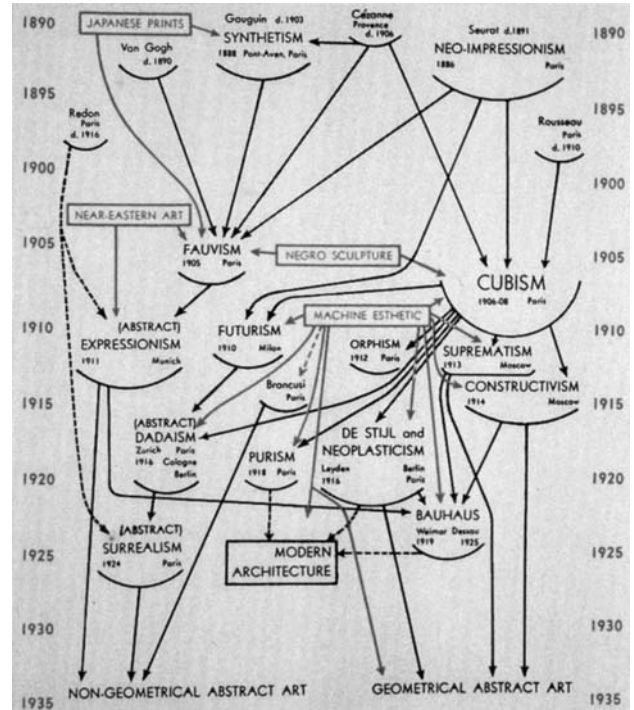 1890
JAPANESE PRINTS
Gauguin d. 1903
SYNTHETISM
1888 Pont-Aven, Paris
Cézanne
Provence
d. 1906
Seurat d.1891
NEO-IMPRESSIONISM
1886 Paris
1890
Van Gogh
d. 1890
1895
1895
Redon
Paris
d. 1916
Rousseau
Paris
d. 1910
1900
1900
NEAR-EASTERN ART
1905
FAUVISM
1905 Paris
NEGRO SCULPTURE
1905
CUBISM
1906-08 Paris
1910
(ABSTRACT)
EXPRESSIONISM
1911 Munich
FUTURISM
1910 Milan
MACHINE ESTHETIC
ORPHISM
1912 Paris
SUPREMATISM
1913 Moscow
1910
Brancusi
Paris
CONSTRUCTIVISM
1914 Moscow
1915
1915
(ABSTRACT)
DADAISM
Zurich Paris
1916 Cologne
Berlin
PURISM
1918 Paris
DE STIJL and
NEOPLASTICISM
Leyden Berlin
1916 Paris
1920
1920
BAUHAUS
Weimar Dessau
1919 1925
(ABSTRACT)
SURREALISM
1924 Paris
MODERN
ARCHITECTURE
1925
1925
1930
1930
NON-GEOMETRICAL ABSTRACT ART
GEOMETRICAL ABSTRACT ART
1935
1935